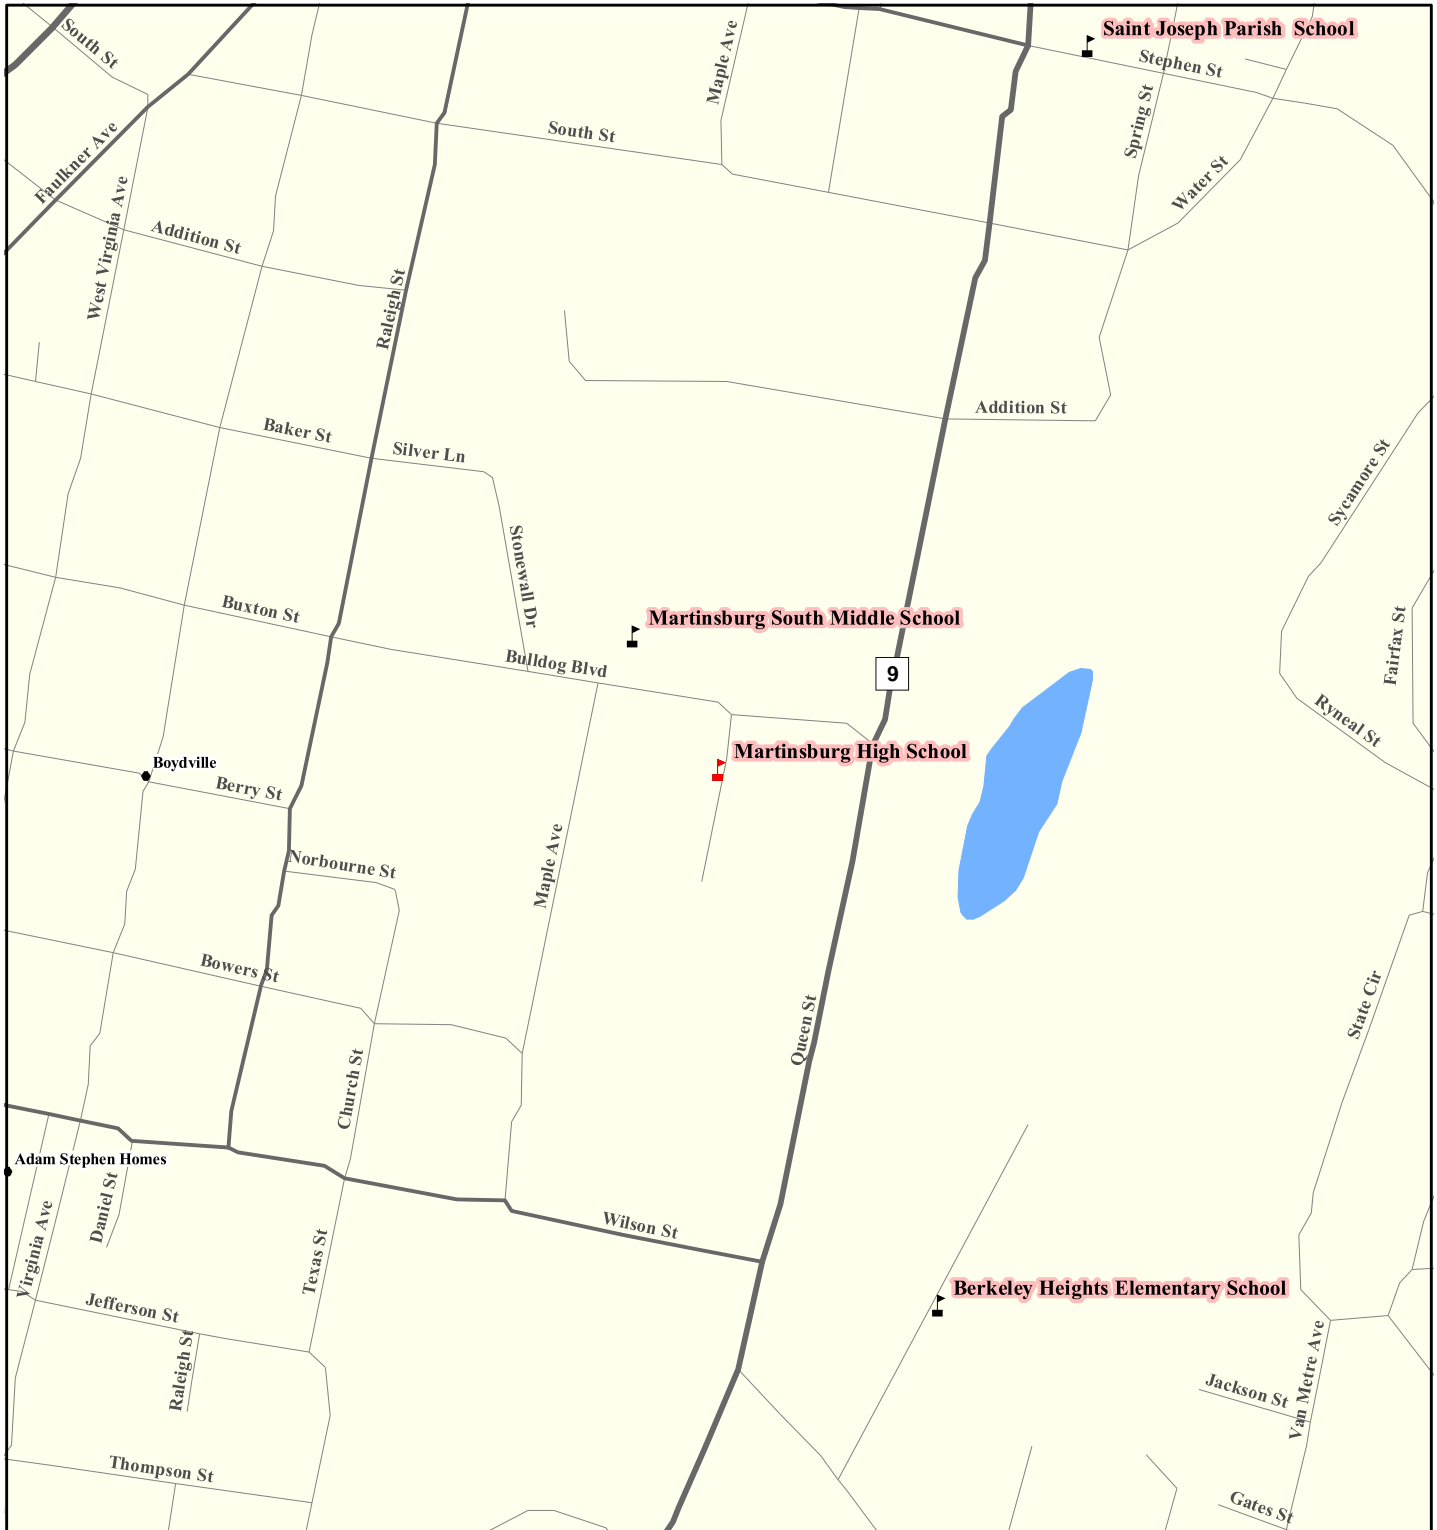 South St
Saint Joseph Parish  School
Maple Ave
Stephen St
Spring St
South St
Faulkner Ave
Water St
West Virginia Ave
Addition St
Raleigh St
Addition St
Baker St
Silver Ln
Sycamore St
Stonewall Dr
Buxton St
Martinsburg South Middle School
Fairfax St
Bulldog Blvd
9
Ryneal St
Martinsburg High School
Boydville
Berry St
Norbourne St
Maple Ave
Bowers St
Queen St
State Cir
Church St
Adam Stephen Homes
Daniel St
Virginia Ave
Wilson St
Texas St
Berkeley Heights Elementary School
Jefferson St
Raleigh St
Van Metre Ave
Jackson St
Thompson St
Gates St